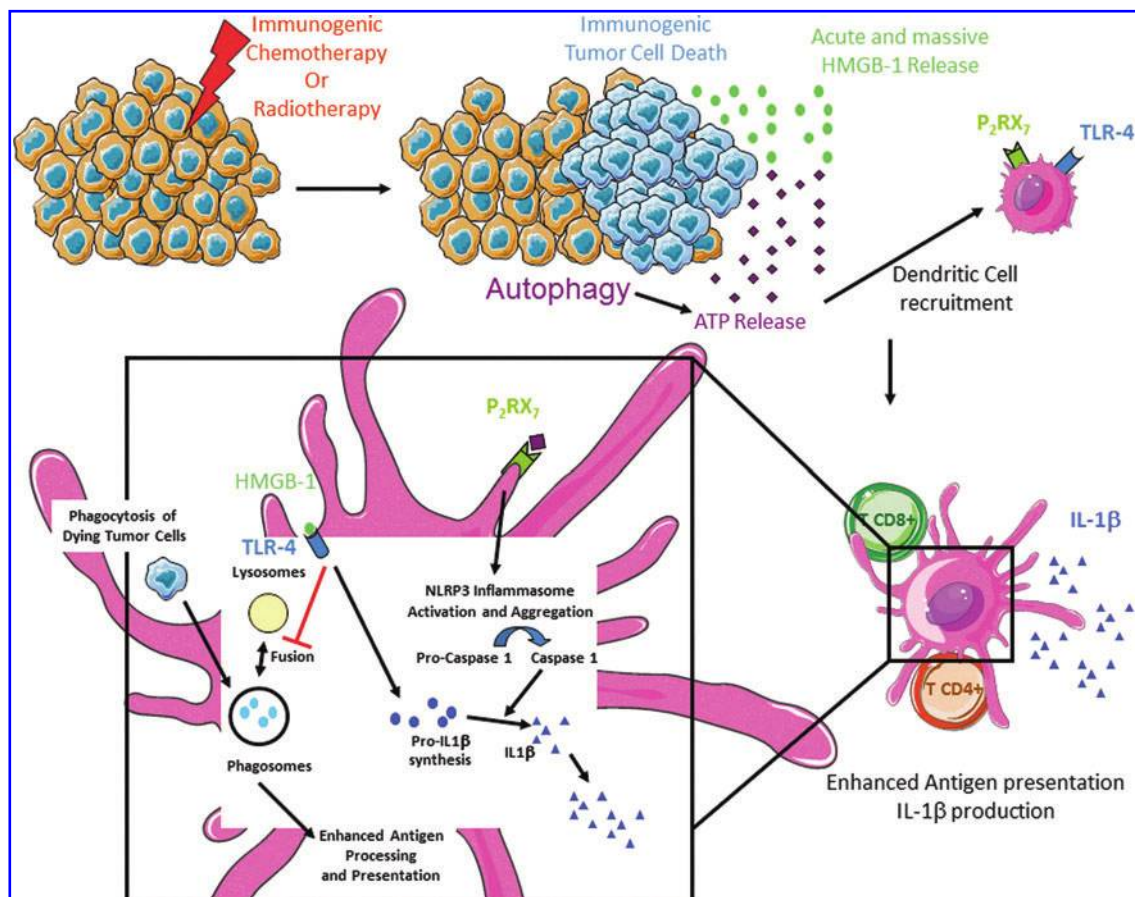 Immunogenic
Chemotherapy
Or
Radiotherapy
Immunogenic
Tumor Cell Death
Acute and massive
HMGB-1 Release
P₂RX₇
TLR-4
Autophagy
ATP Release
Dendritic Cell
recruitment
P₂RX₇
HMGB-1
Phagocytosis of
Dying Tumor Cells
TLR-4
Lysosomes
NLRP3 Inflammasome
Activation and Aggregation
Fusion
Pro-Caspase 1
Caspase 1
Pro-IL1β
synthesis
IL1β
Phagosomes
Enhanced Antigen
Processing
and Presentation
T CD8+
IL-1β
T CD4+
Enhanced Antigen presentation
IL-1β production